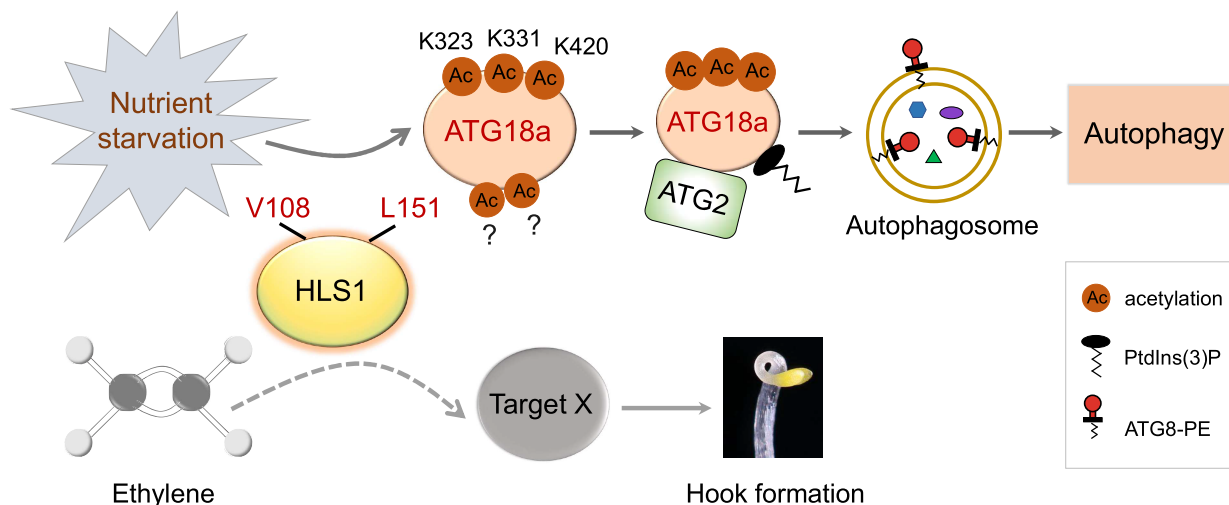 Nutrient
starvation
K323
K331
K420
Ac
Ac
Ac
ATG18a
Ac
Ac
?
?
Ac
Ac
Ac
ATG18a
ATG2
Autophagosome
Autophagy
V108
L151
HLS1
Ac
acetylation
PtdIns(3)P
ATG8-PE
Ethylene
Target X
Hook formation